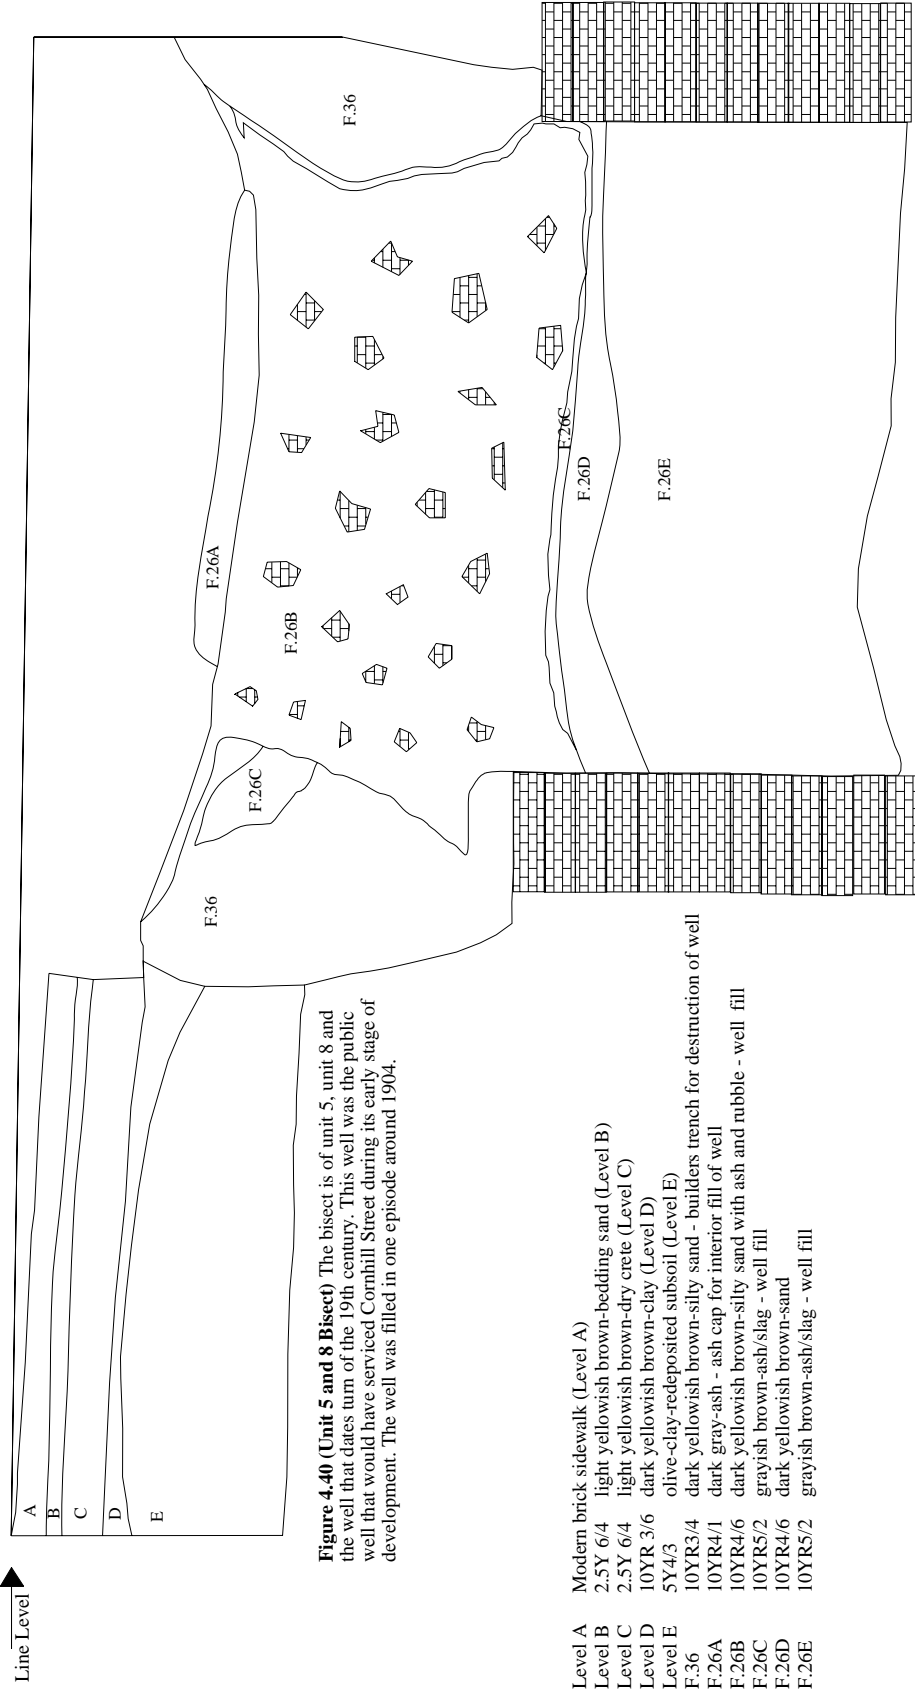 Line Level
A
B
C
D
E
F.36
F.26C
F.26A
F.26B
F.36
F.26C
F.26D
F.26E
Figure 4.40 (Unit 5 and 8 Bisect) The bisect is of unit 5, unit 8 and
the well that dates turn of the 19th century. This well was the public
well that would have serviced Cornhill Street during its early stage of
development. The well was filled in one episode around 1904.
Level A Modern brick sidewalk (Level A)
Level B 2.5Y 6/4 light yellowish brown-bedding sand (Level B)
Level C 2.5Y 6/4 light yellowish brown-dry crete (Level C)
Level D 10YR 3/6 dark yellowish brown-clay (Level D)
Level E 5Y4/3 olive-clay-redeposited subsoil (Level E)
F.36 10YR3/4 dark yellowish brown-silty sand - builders trench for destruction of well
F.26A 10YR4/1 dark gray-ash - ash cap for interior fill of well
F.26B 10YR4/6 dark yellowish brown-silty sand with ash and rubble - well fill
F.26C 10YR5/2 grayish brown-ash/slag - well fill
F.26D 10YR4/6 dark yellowish brown-sand
F.26E 10YR5/2 grayish brown-ash/slag - well fill